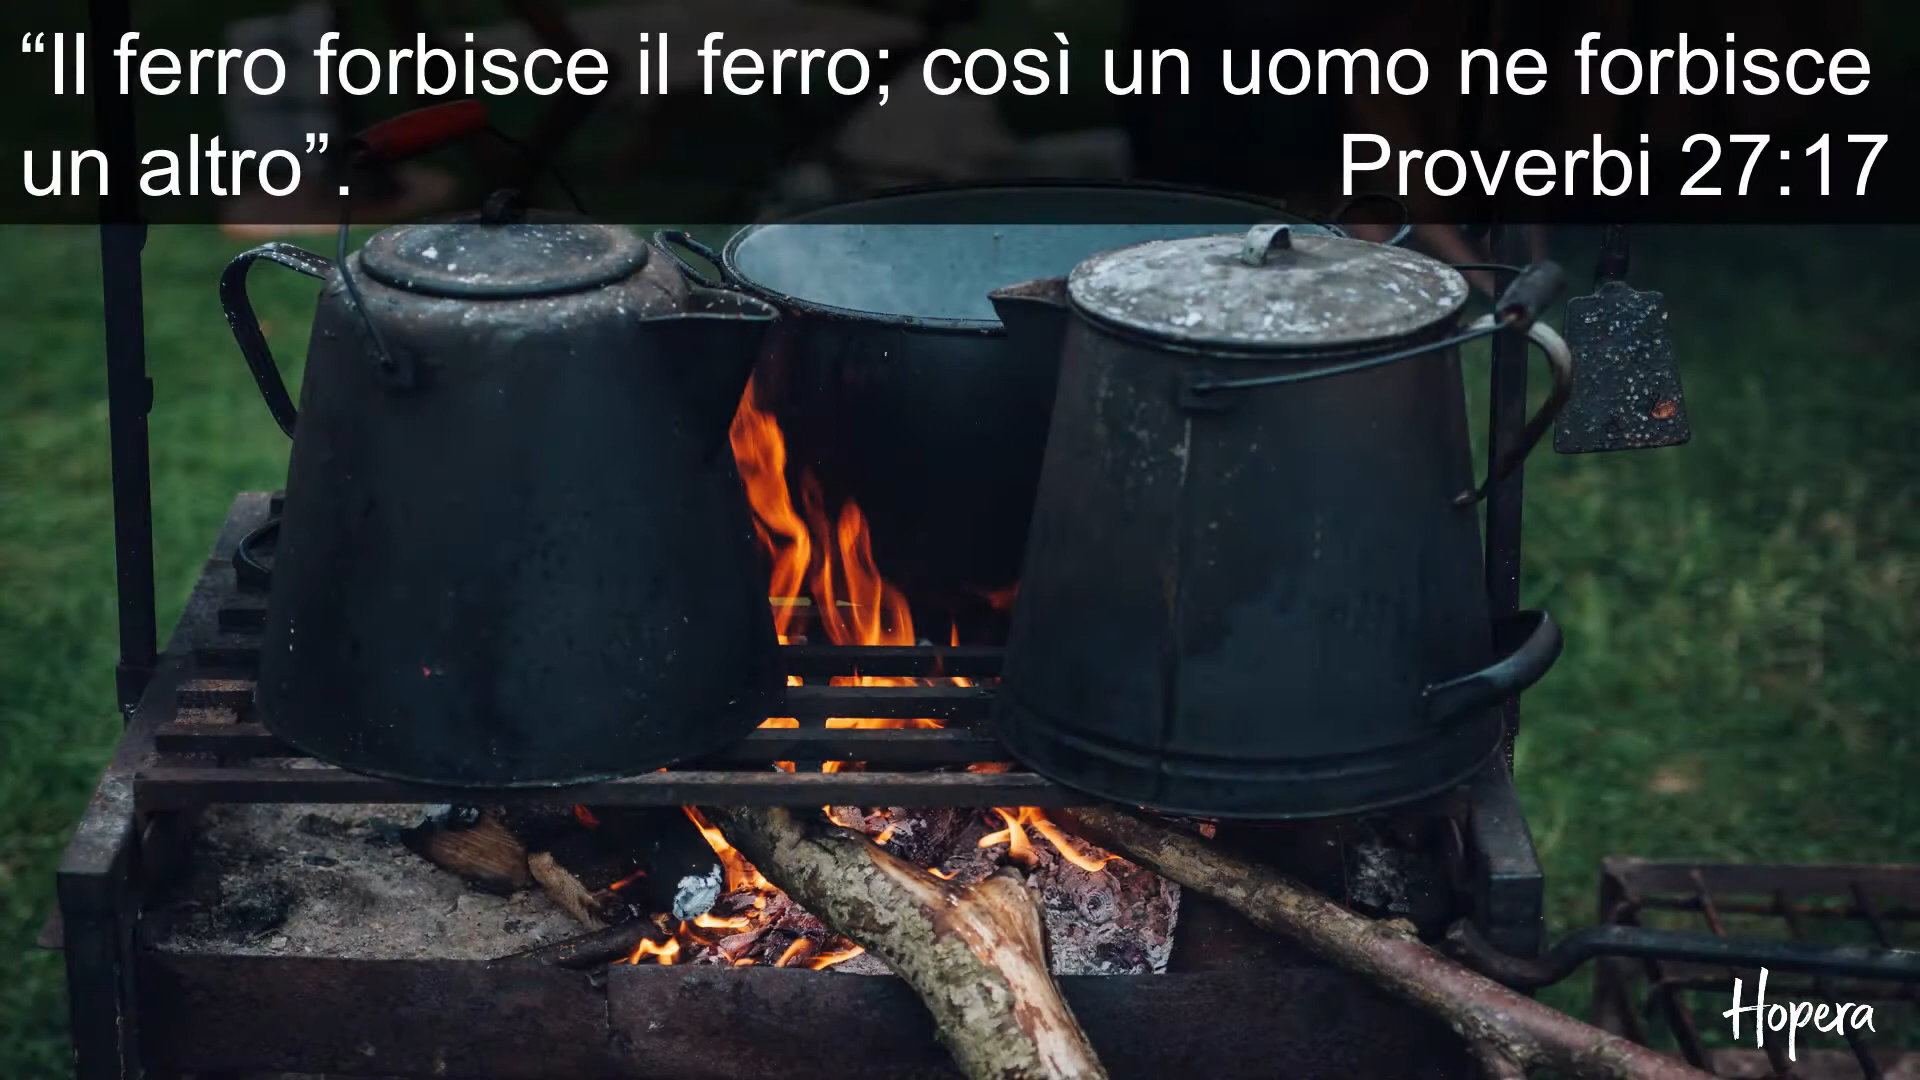 “Il ferro forbisce il ferro; così un uomo ne forbisce
un altro”. Proverbi 27:17
Hopera